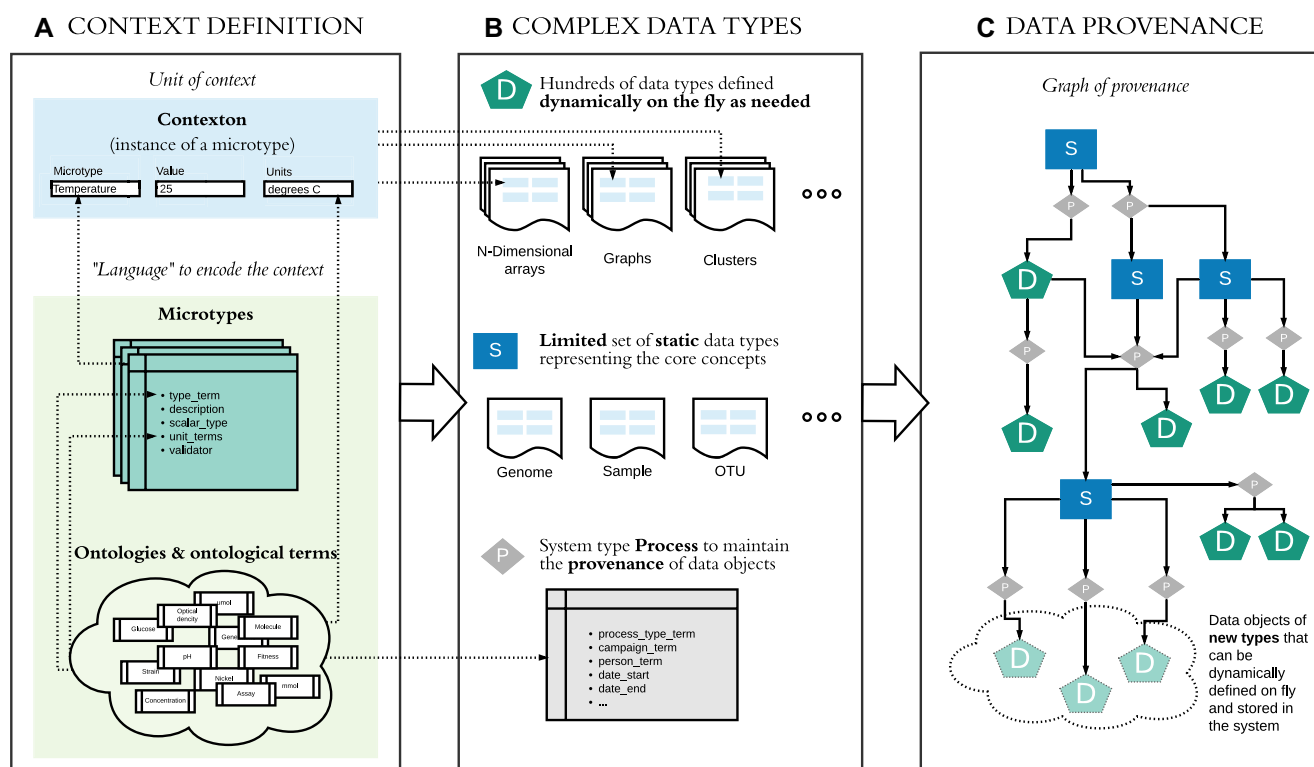 A CONTEXT DEFINITION
Unit of context
Contexton
(instance of a microtype)
Microtype Value Units
Temperature 25 degrees C
"Language" to encode the context
Microtypes
• type_term
• description
• scalar_type
• unit_terms
• validator
Ontologies & ontological terms
μmol
Optical
dencity
Molecule
Glucose
Gene
pH
Fitness
Strain
Nickel
mmol
Assay
Concentration
B COMPLEX DATA TYPES
D
Hundreds of data types defined
dynamically on the fly as needed
N-Dimensional
arrays
Graphs
Clusters
S
Limited set of static data types
representing the core concepts
Genome
Sample
OTU
P
System type Process to maintain
the provenance of data objects
• process_type_term
• campaign_term
• person_term
• date_start
• date_end
• ...
C DATA PROVENANCE
Graph of provenance
S
P P
D S S
P P P P
D D D D
S P
D D
P P P
D D D
Data objects of
new types that
can be
dynamically
defined on fly
and stored in
the system